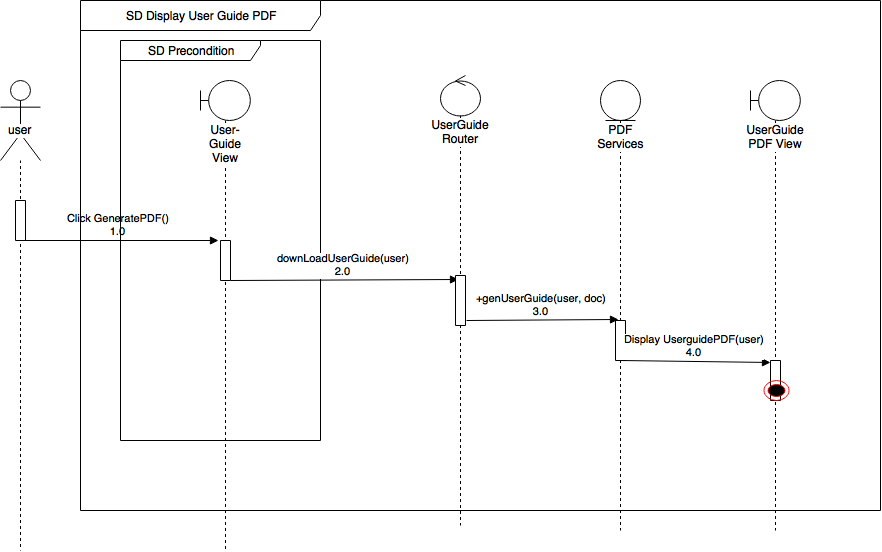 SD Display User Guide PDF
SD Precondition
user
User-
Guide
View
UserGuide
Router
PDF
Services
UserGuide
PDF View
Click GeneratePDF()
1.0
downLoadUserGuide(user)
2.0
+genUserGuide(user, doc)
3.0
Display UserguidePDF(user)
4.0